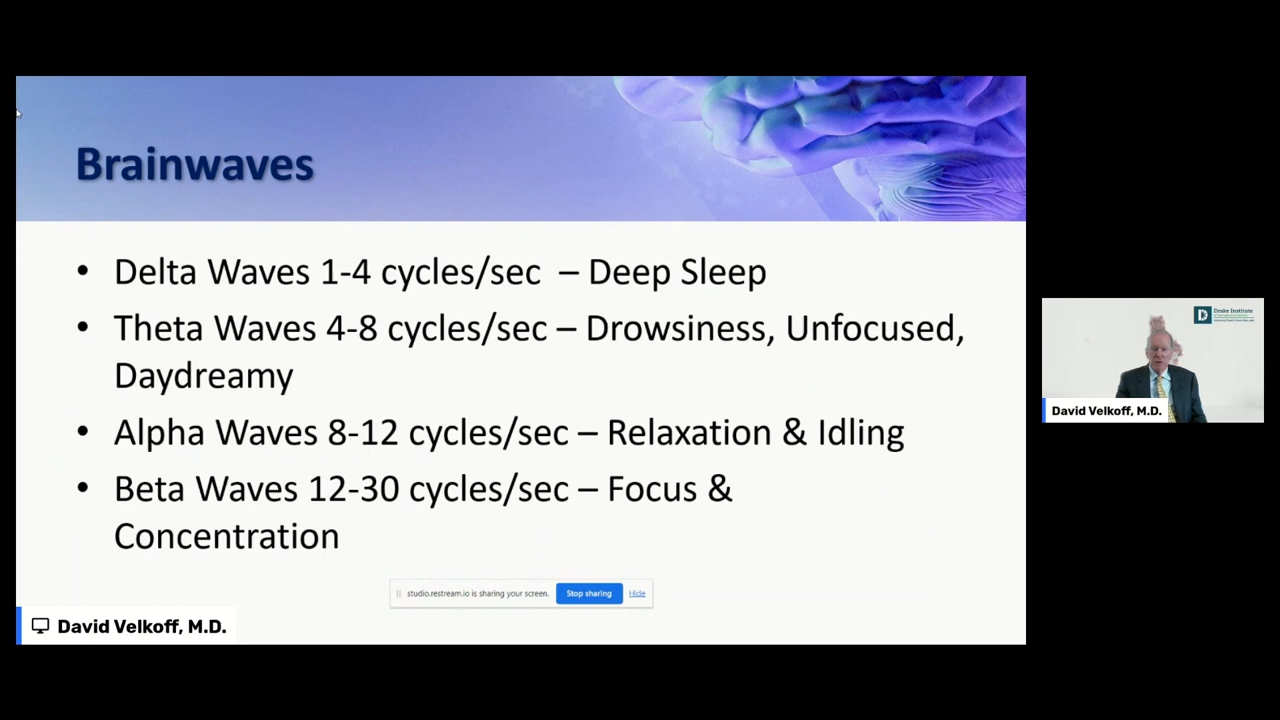 Brainwaves
• Delta Waves 1-4 cycles/sec – Deep Sleep
• Theta Waves 4-8 cycles/sec – Drowsiness, Unfocused,
Daydreamy
• Alpha Waves 8-12 cycles/sec – Relaxation & Idling
• Beta Waves 12-30 cycles/sec – Focus &
Concentration
studio.restream.io is sharing your screen. Stop sharing Hide
David Velkoff, M.D.
Drake Institute
David Velkoff, M.D.